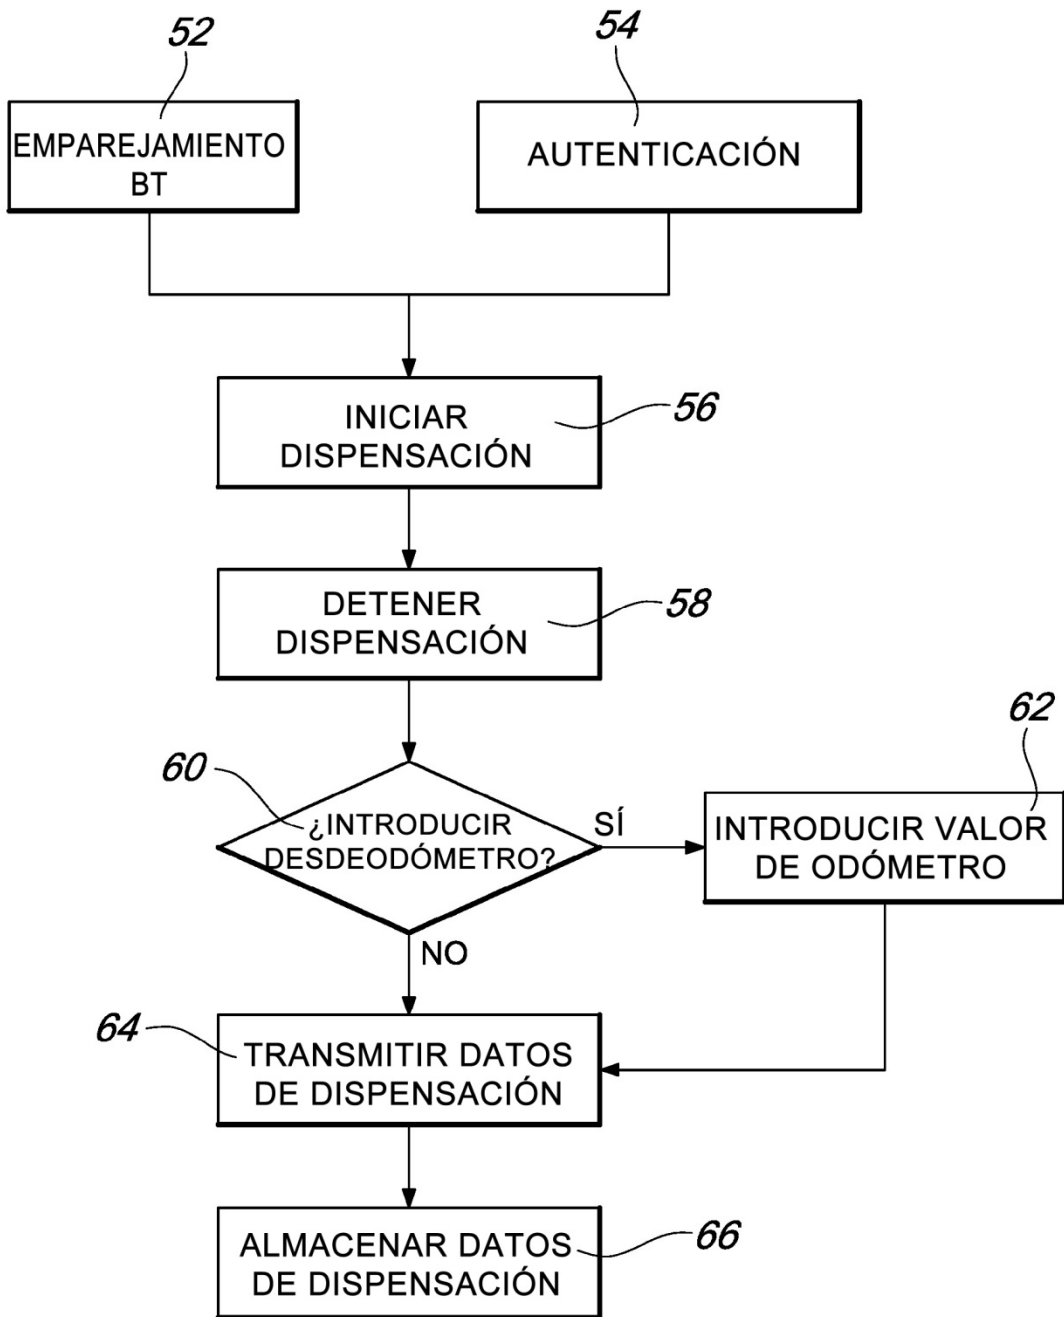 52
54
EMPAREJAMIENTO
BT
AUTENTICACIÓN
INICIAR
DISPENSACIÓN
56
DETENER
DISPENSACIÓN
58
60
¿INTRODUCIR
DESDEODÓMETRO?
SÍ
62
INTRODUCIR VALOR
DE ODÓMETRO
NO
64
TRANSMITIR DATOS
DE DISPENSACIÓN
ALMACENAR DATOS
DE DISPENSACIÓN
66